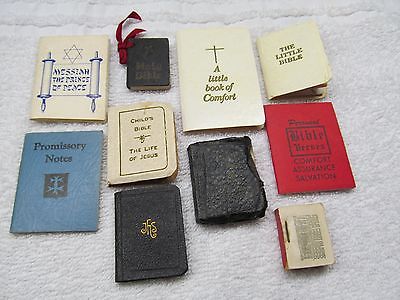 MESSIAH
THE PRINCE
OF PEACE
Holy
Bible
A
little
book of
Comfort
THE
LITTLE
BIBLE
Promissory
Notes
CHILD'S
BIBLE
THE LIFE
OF JESUS
Personal
Bible
Verses
COMFORT
ASSURANCE
SALVATION
IHS